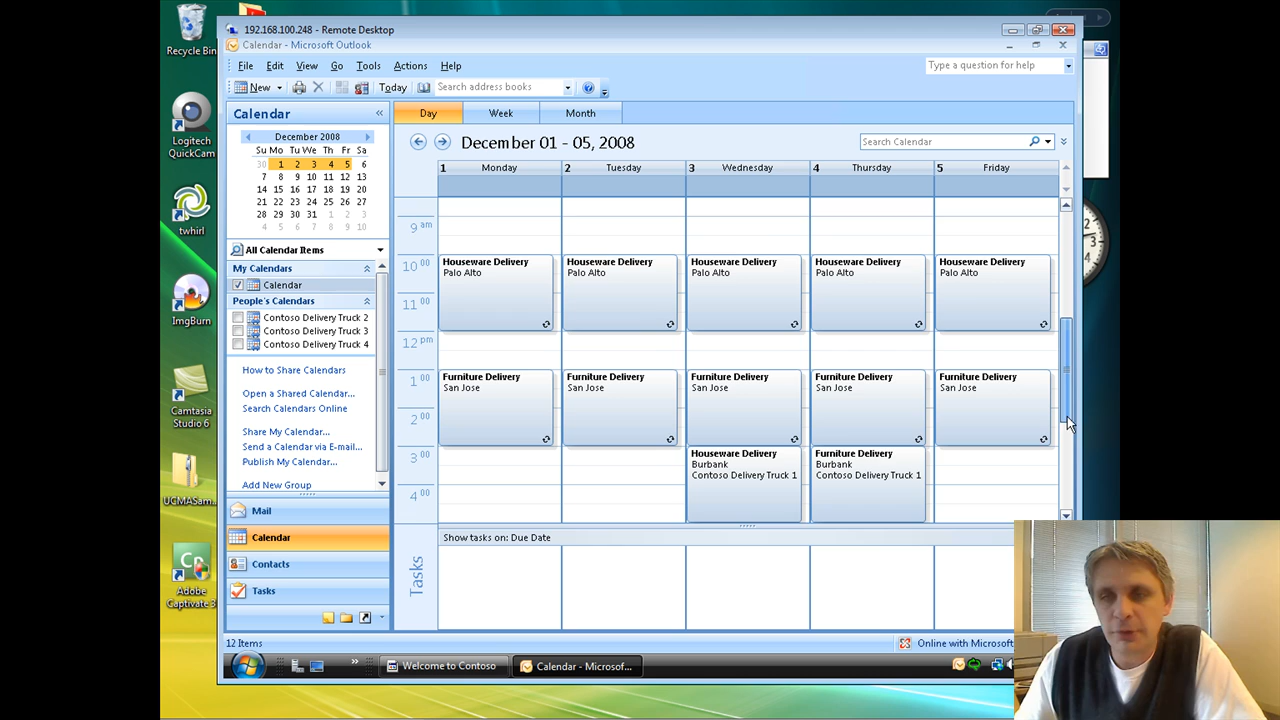 Recycle Bin
Logitech
QuickCam
twhirl
ImgBurn
Camtasia
Studio 6
UCMASam...
Adobe
Captivate 3
192.168.100.248 - Remote Desktop
Calendar - Microsoft Outlook
File Edit View Go Tools Actions Help
Type a question for help
New Today Search address books
Calendar «
Day Week Month
December 2008
Su Mo Tu We Th Fr Sa
30 1 2 3 4 5 6
7 8 9 10 11 12 13
14 15 16 17 18 19 20
21 22 23 24 25 26 27
28 29 30 31 1 2 3
4 5 6 7 8 9 10
All Calendar Items
My Calendars
Calendar
People's Calendars
Contoso Delivery Truck 2
Contoso Delivery Truck 3
Contoso Delivery Truck 4
How to Share Calendars
Open a Shared Calendar...
Search Calendars Online
Share My Calendar...
Send a Calendar via E-mail...
Publish My Calendar...
Add New Group
Mail
Calendar
Contacts
Tasks
December 01 - 05, 2008
Search Calendar
1 Monday 2 Tuesday 3 Wednesday 4 Thursday 5 Friday
9 am
10 00
11 00
12 pm
1 00
2 00
3 00
4 00
Houseware Delivery
Palo Alto
Houseware Delivery
Palo Alto
Houseware Delivery
Palo Alto
Houseware Delivery
Palo Alto
Houseware Delivery
Palo Alto
Furniture Delivery
San Jose
Furniture Delivery
San Jose
Furniture Delivery
San Jose
Furniture Delivery
San Jose
Furniture Delivery
San Jose
Houseware Delivery
Burbank
Contoso Delivery Truck 1
Furniture Delivery
Burbank
Contoso Delivery Truck 1
Show tasks on: Due Date
Tasks
12 Items
Online with Microsoft
Welcome to Contoso
Calendar - Microsof...